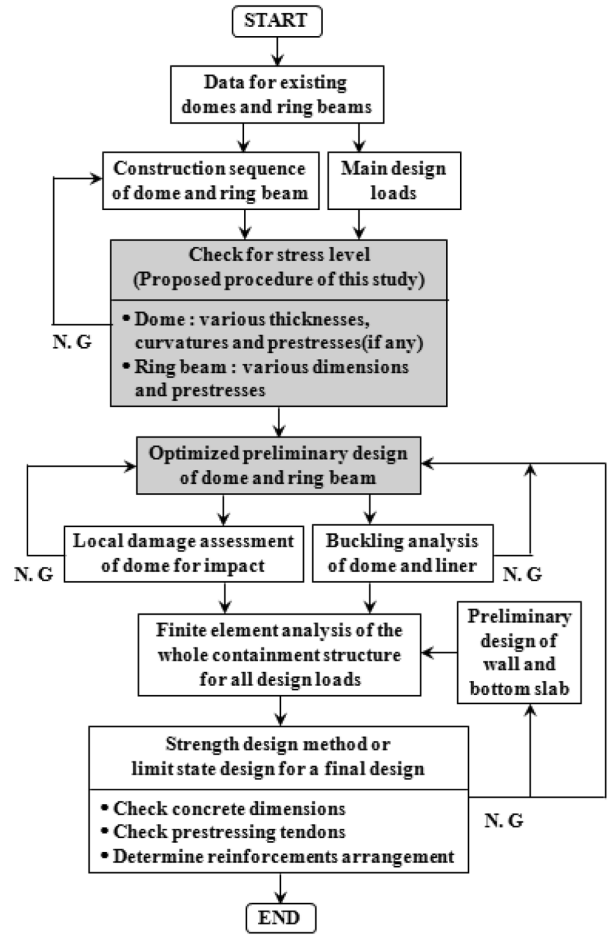 START
Data for existing
domes and ring beams
Construction sequence
of dome and ring beam
Main design
loads
Check for stress level
(Proposed procedure of this study)
• Dome : various thicknesses,
curvatures and prestresses(if any)
• Ring beam : various dimensions
and prestresses
N. G
Optimized preliminary design
of dome and ring beam
Local damage assessment
of dome for impact
N. G
Buckling analysis
of dome and liner
N. G
Finite element analysis of the
whole containment structure
for all design loads
Preliminary
design of
wall and
bottom slab
Strength design method or
limit state design for a final design
• Check concrete dimensions
• Check prestressing tendons
• Determine reinforcements arrangement
N. G
END